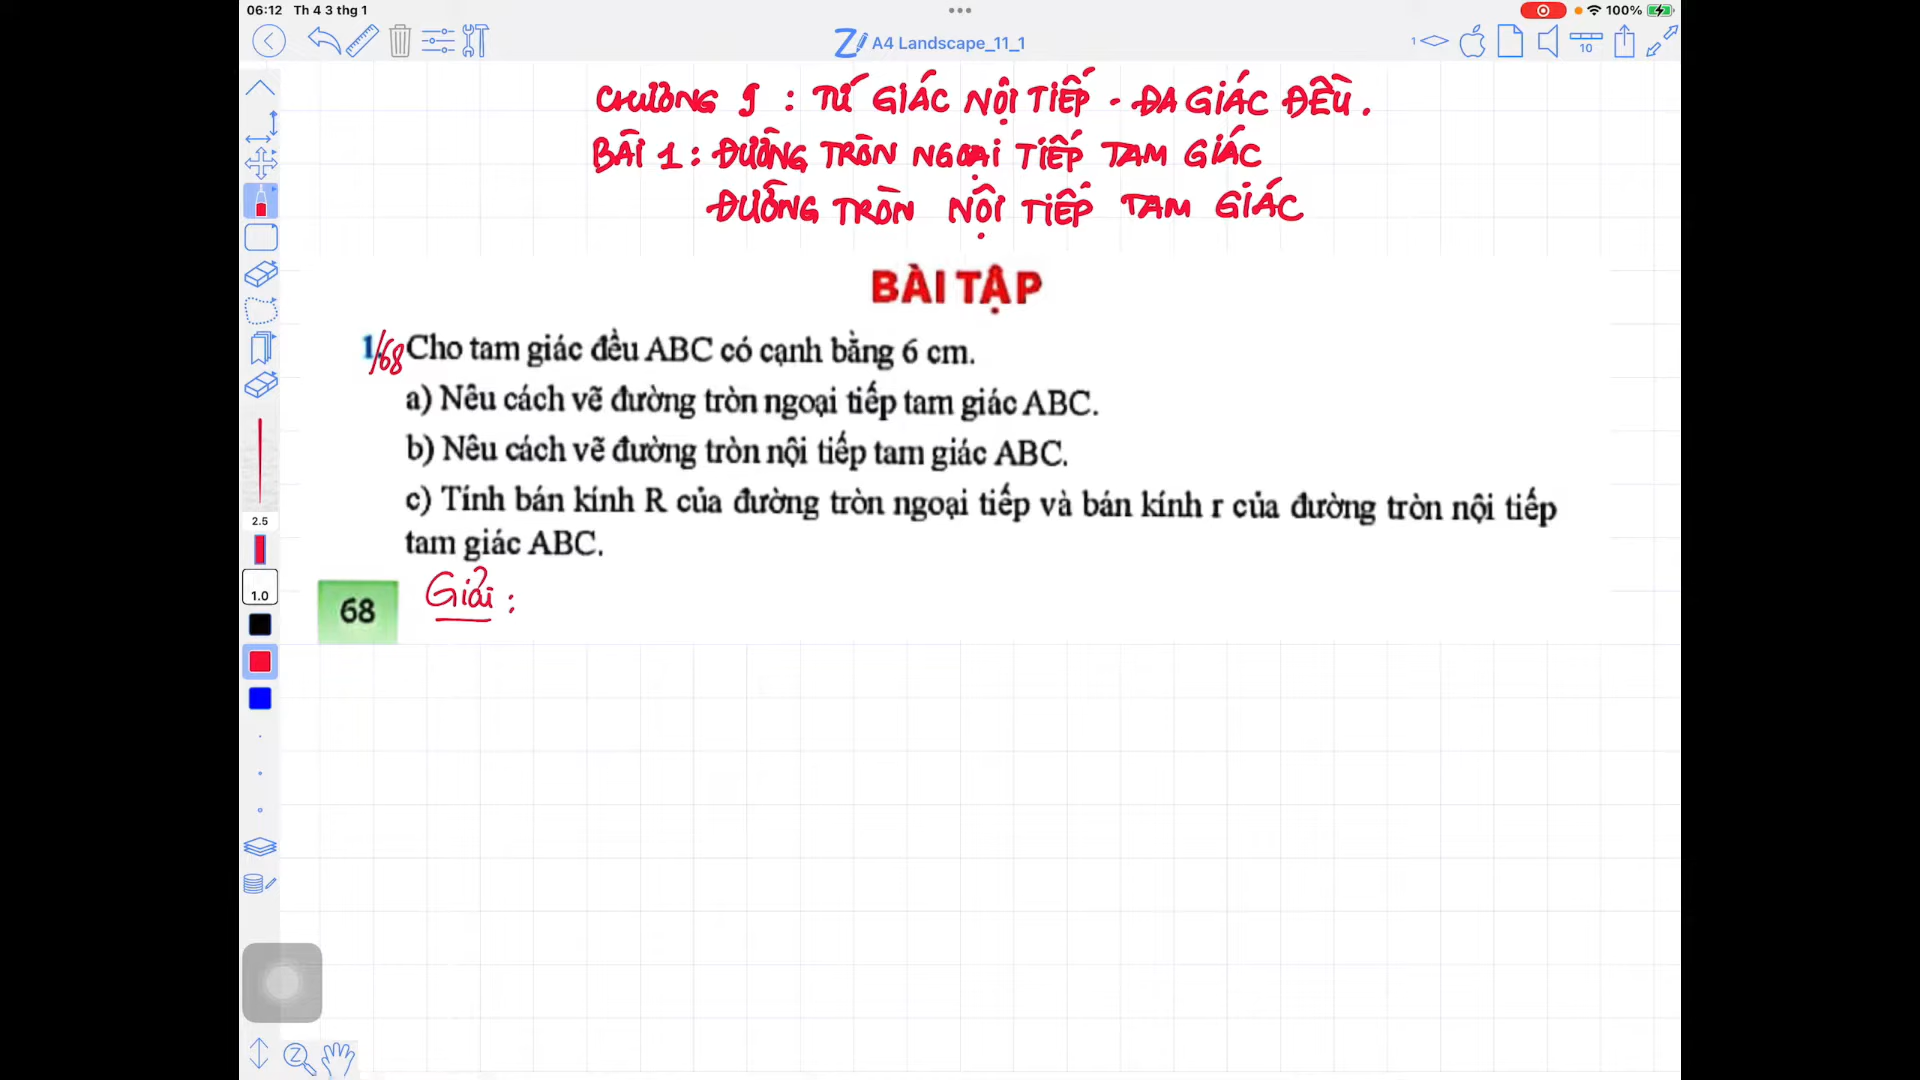 06:12 Th 4 3 thg 1
100%
A4 Landscape_11_1
1
10
CHƯƠNG 9 : TỨ GIÁC NỘI TIẾP - ĐA GIÁC ĐỀU.
BÀI 1 : ĐƯỜNG TRÒN NGOẠI TIẾP TAM GIÁC
ĐƯỜNG TRÒN NỘI TIẾP TAM GIÁC
BÀI TẬP
1/68 Cho tam giác đều ABC có cạnh bằng 6 cm.
a) Nêu cách vẽ đường tròn ngoại tiếp tam giác ABC.
b) Nêu cách vẽ đường tròn nội tiếp tam giác ABC.
c) Tính bán kính R của đường tròn ngoại tiếp và bán kính r của đường tròn nội tiếp
tam giác ABC.
68 Giải :
2.5
1.0